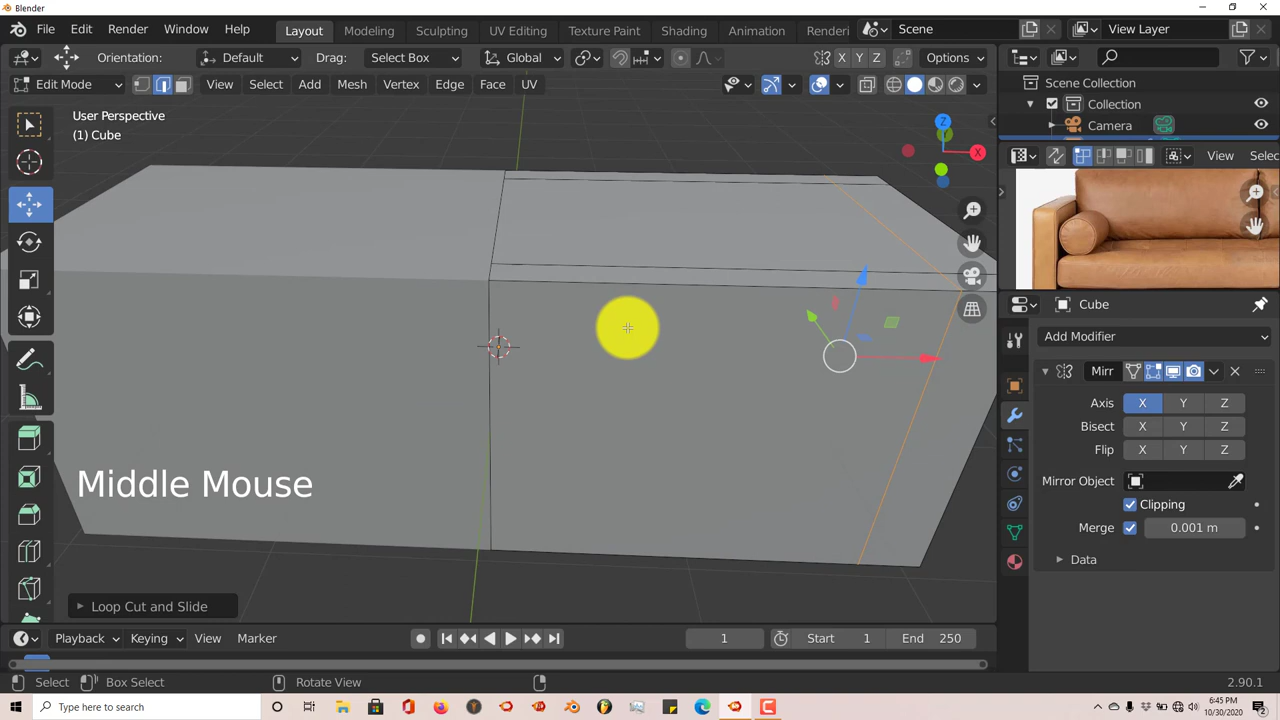 Blender
File Edit Render Window Help Layout Modeling Sculpting UV Editing Texture Paint Shading Animation Renderi Scene View Layer
Orientation: Default Drag: Select Box Global X Y Z Options
Edit Mode View Select Add Mesh Vertex Edge Face UV
Scene Collection
Collection
Camera
User Perspective
(1) Cube
Z
X
View Selec
Cube
Add Modifier
Mirr
Axis X Y Z
Bisect X Y Z
Flip X Y Z
Mirror Object
Clipping
Merge 0.001 m
Data
Middle Mouse
Loop Cut and Slide
Playback Keying View Marker 1 Start 1 End 250
Select Box Select Rotate View 2.90.1
Type here to search
6:45 PM
10/30/2020
2